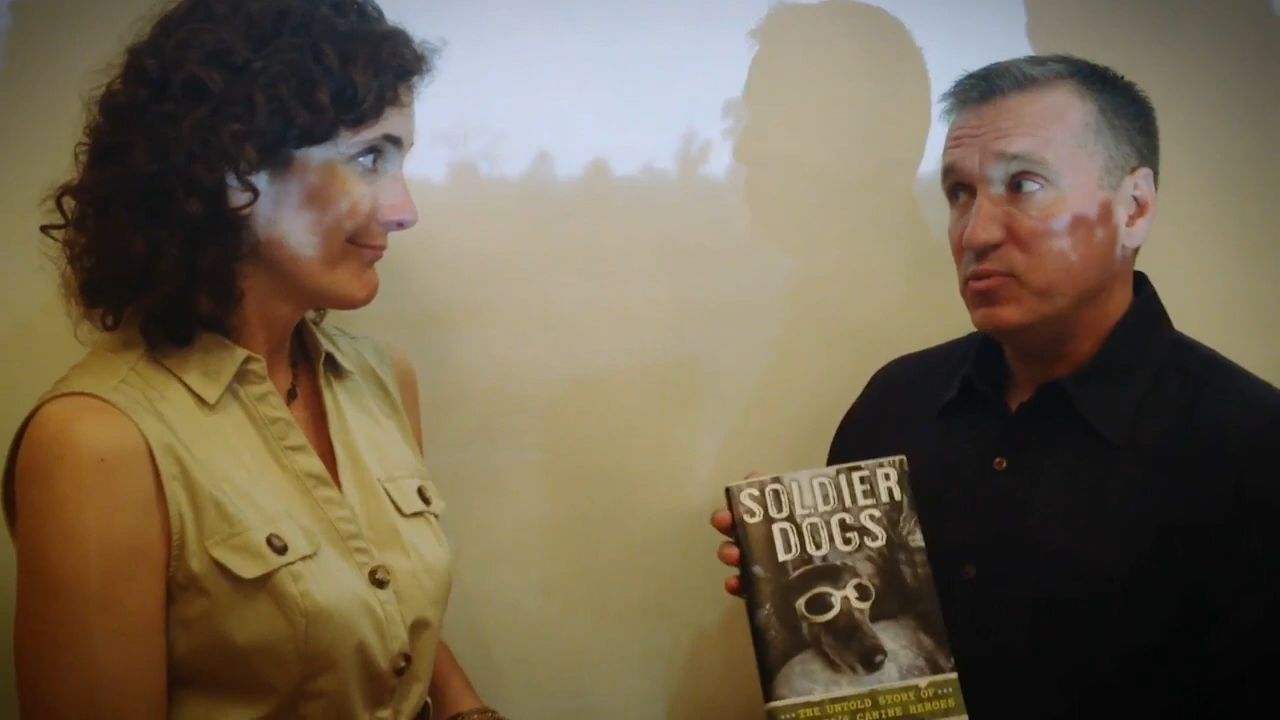 SOLDIER
DOGS
...THE UNTOLD STORY OF...
CANINE HEROES